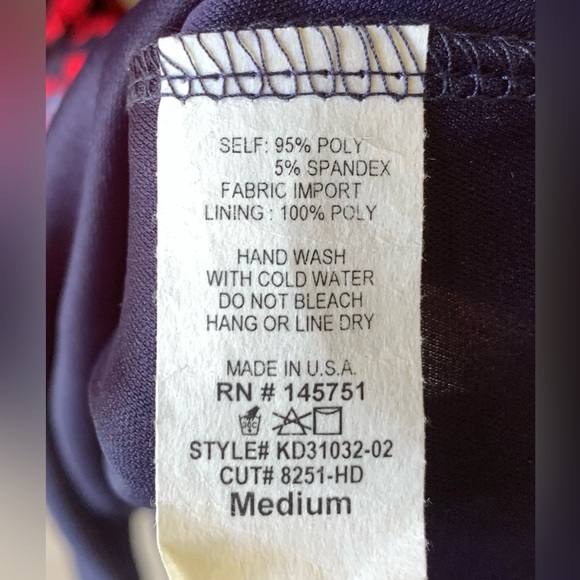 SELF: 95% POLY
5% SPANDEX
FABRIC IMPORT
LINING : 100% POLY
HAND WASH
WITH COLD WATER
DO NOT BLEACH
HANG OR LINE DRY
MADE IN U.S.A.
RN # 145751
STYLE# KD31032-02
CUT# 8251-HD
Medium